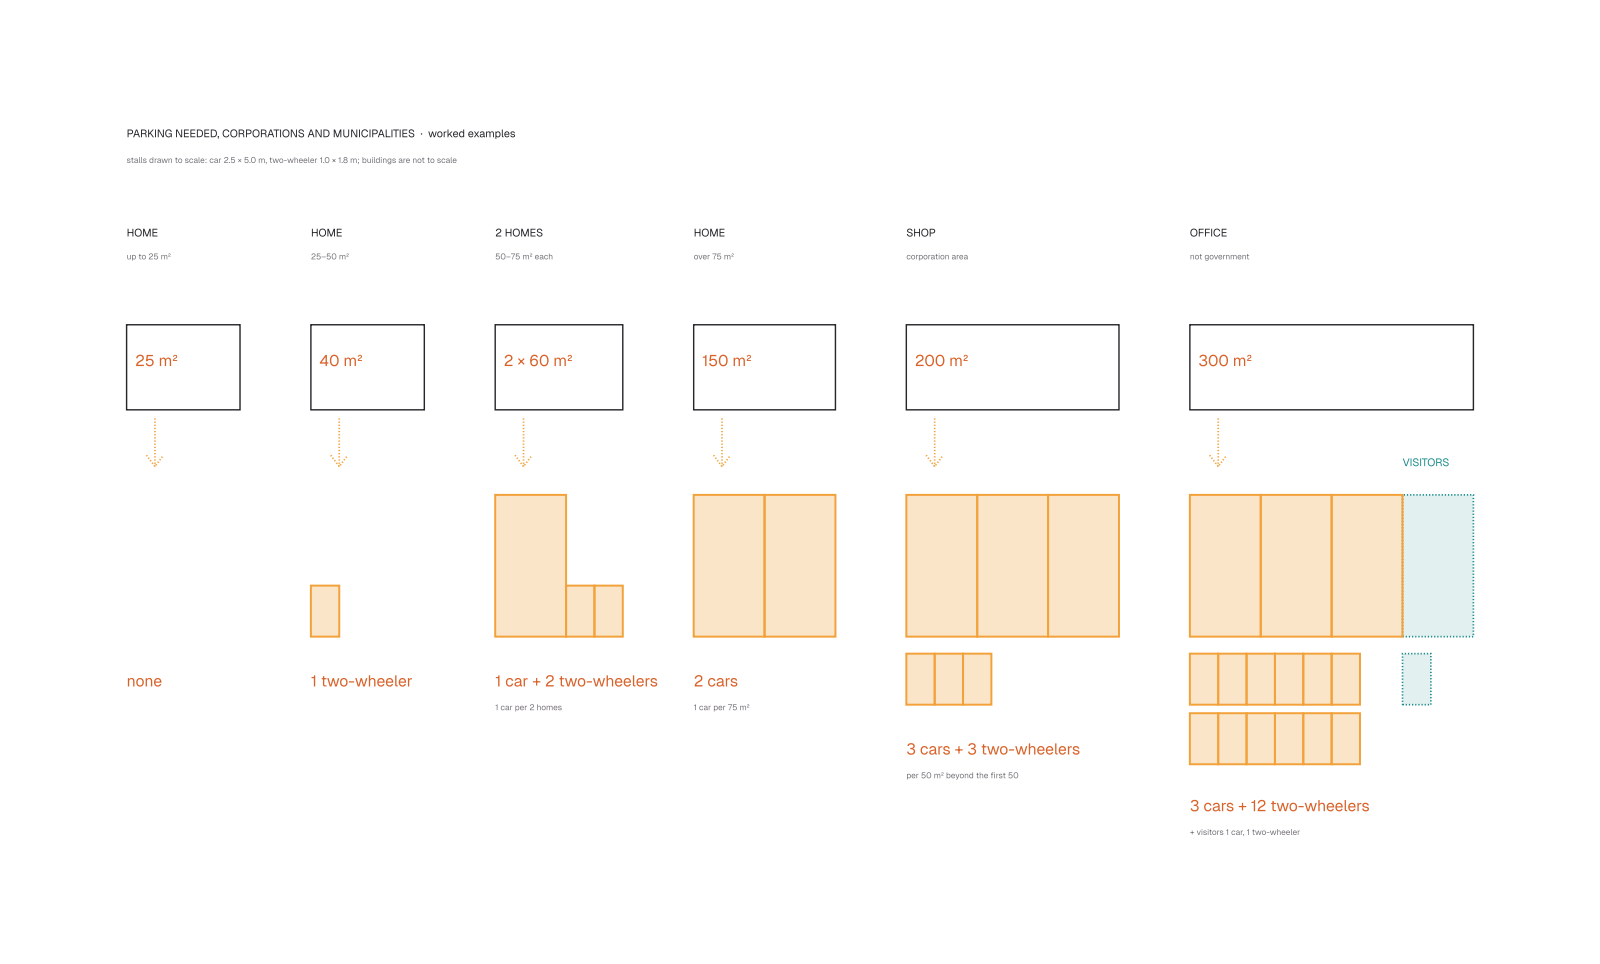 PARKING NEEDED, CORPORATIONS AND MUNICIPALITIES · worked examples
stalls drawn to scale: car 2.5 × 5.0 m, two-wheeler 1.0 × 1.8 m; buildings are not to scale
HOME
up to 25 m²
HOME
25–50 m²
2 HOMES
50–75 m² each
HOME
over 75 m²
SHOP
corporation area
OFFICE
not government
25 m²
40 m²
2 × 60 m²
150 m²
200 m²
300 m²
VISITORS
none
1 two-wheeler
1 car + 2 two-wheelers
1 car per 2 homes
2 cars
1 car per 75 m²
3 cars + 3 two-wheelers
per 50 m² beyond the first 50
3 cars + 12 two-wheelers
+ visitors 1 car, 1 two-wheeler